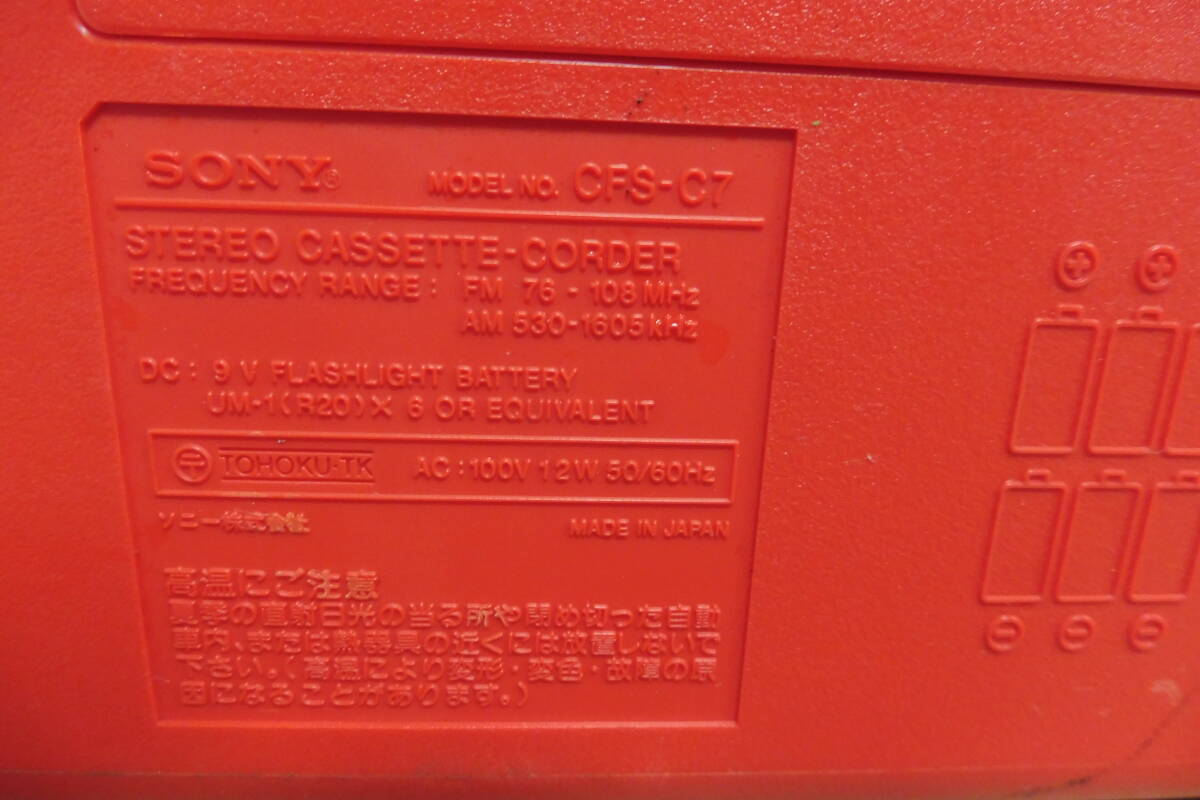 SONY® MODEL NO. CFS-C7
STEREO CASSETTE-CORDER
FREQUENCY RANGE: FM 76 - 108 MHz
AM 530-1605 kHz
DC: 9 V FLASHLIGHT BATTERY
UM-1(R20)× 6 OR EQUIVALENT
〶 TOHOKU·TK AC:100V 12W 50/60Hz
ソニー株式会社 MADE IN JAPAN
高温にご注意
夏季の直射日光の当る所や閉め切った自動
車内、または熱器具の近くには放置しないで
下さい。(高温により変形・変色・故障の原
因になることがあります。)
⊕ ⊕
⊖ ⊖ ⊖